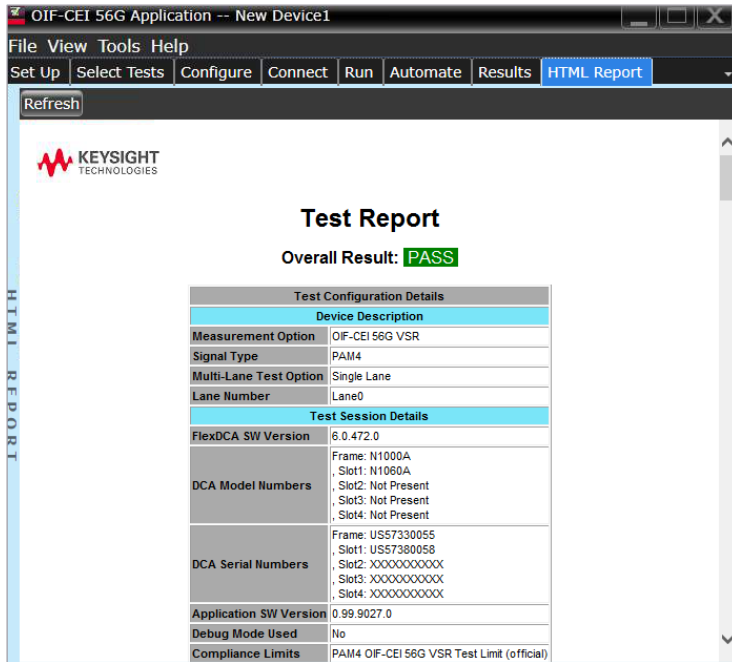 OIF-CEI 56G Application -- New Device1
File View Tools Help
Set Up Select Tests Configure Connect Run Automate Results HTML Report
Refresh
KEYSIGHT
TECHNOLOGIES
Test Report
Overall Result: PASS
HTML REPORT
Test Configuration Details
Device Description
Measurement Option OIF-CEI 56G VSR
Signal Type PAM4
Multi-Lane Test Option Single Lane
Lane Number Lane0
Test Session Details
FlexDCA SW Version 6.0.472.0
DCA Model Numbers
Frame: N1000A
, Slot1: N1060A
, Slot2: Not Present
, Slot3: Not Present
, Slot4: Not Present
DCA Serial Numbers
Frame: US57330055
, Slot1: US57380058
, Slot2: XXXXXXXXXX
, Slot3: XXXXXXXXXX
, Slot4: XXXXXXXXXX
Application SW Version 0.99.9027.0
Debug Mode Used No
Compliance Limits PAM4 OIF-CEI 56G VSR Test Limit (official)